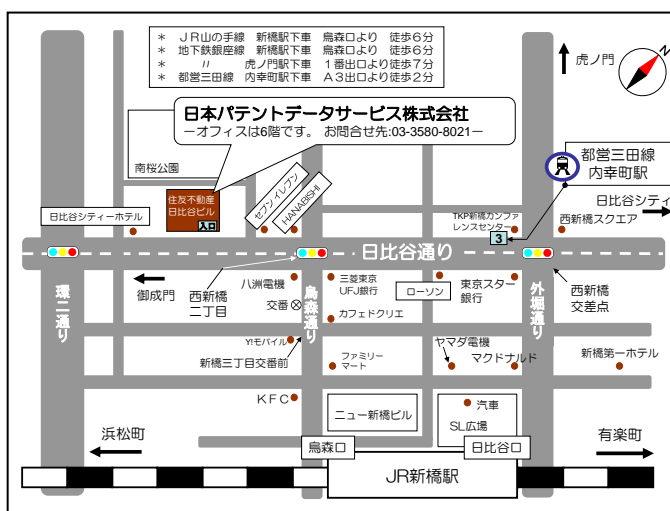 * ＪＲ山の手線 新橋駅下車 烏森口より 徒歩６分
* 地下鉄銀座線 新橋駅下車 烏森口より 徒歩６分
* 〃 虎ノ門駅下車 １番出口より徒歩７分
* 都営三田線 内幸町駅下車 Ａ３出口より徒歩２分
虎ノ門
N
日本パテントデータサービス株式会社
－オフィスは6階です。 お問合せ先:03-3580-8021－
南桜公園
都営三田線
内幸町駅
住友不動産
日比谷ビル
入口
日比谷シティーホテル
セブンイレブン
HANABISHI
TKP新橋カンファ
レンスセンター
3
日比谷シティ
西新橋スクエア
日比谷通り
環二通り
御成門
西新橋
二丁目
八洲電機
交番
烏森通り
三菱東京
UFJ銀行
カフェドクリエ
ローソン
東京スター
銀行
外堀通り
西新橋
交差点
Y!モバイル
新橋三丁目交番前
ファミリー
マート
ヤマダ電機
マクドナルド
新橋第一ホテル
ＫＦＣ
ニュー新橋ビル
汽車
SL広場
浜松町
烏森口
日比谷口
有楽町
JR新橋駅